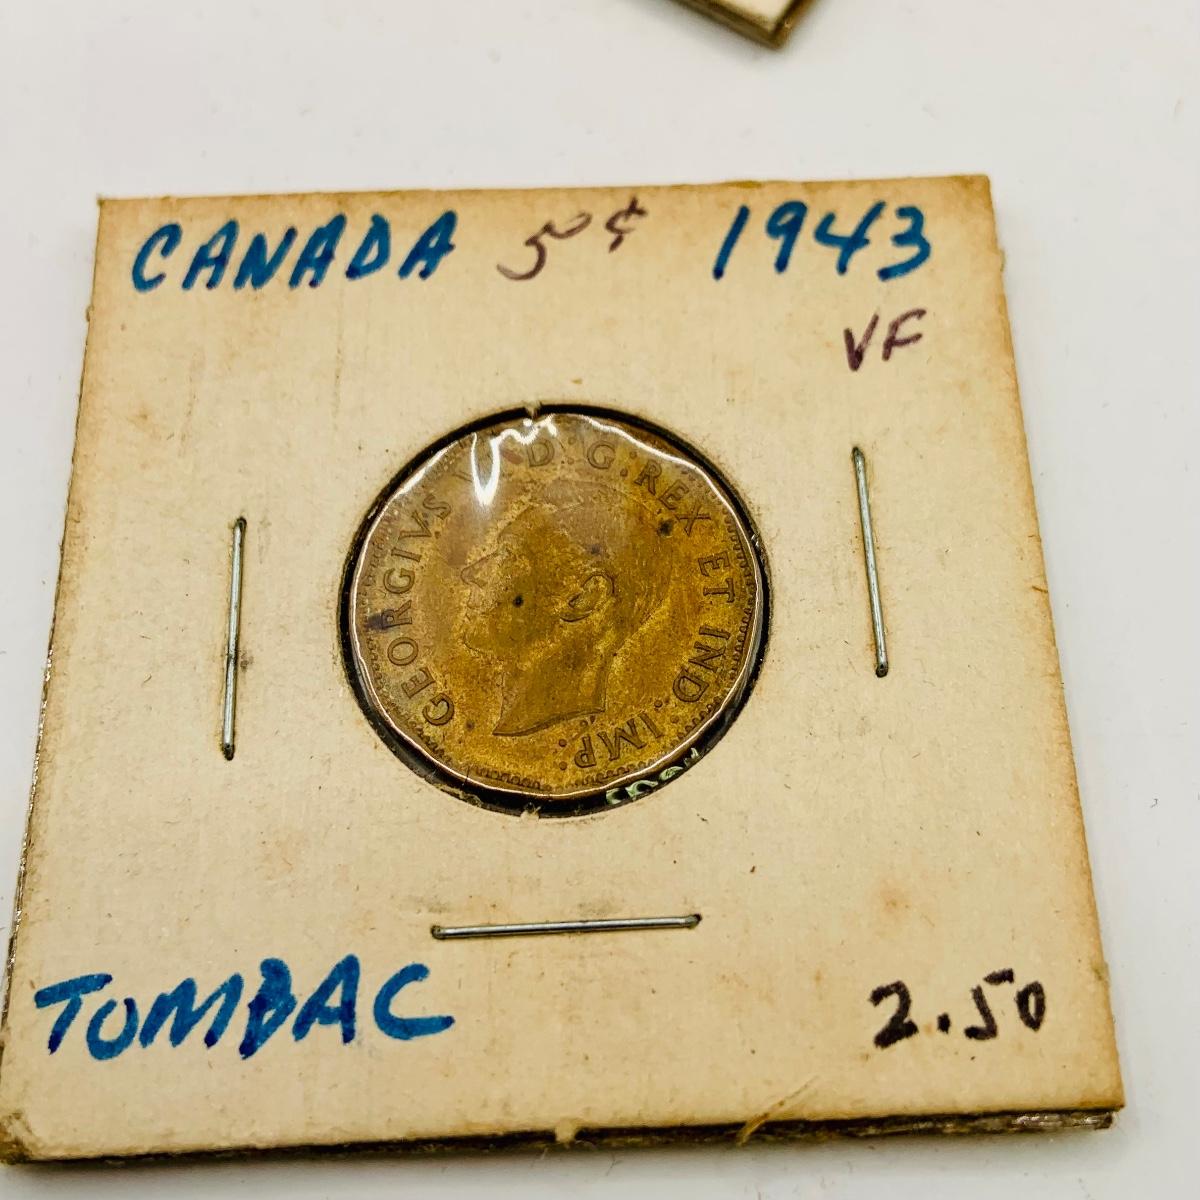 CANADA 5¢ 1943
VF
GEORGIVS VI D:G:REX ET IND:IMP:
TOMBAC
2.50